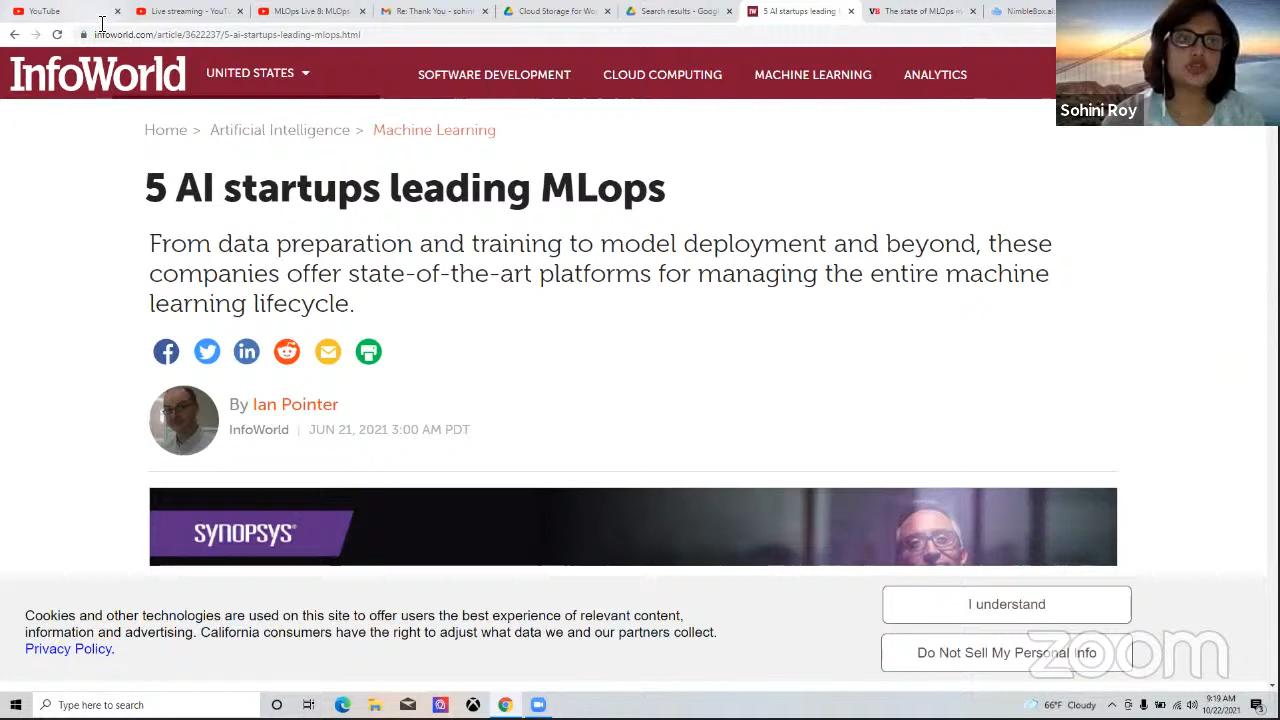 YouTube
Live streaming - YouTu
MLOps Live 8: MLOps
Re: Thank You - sohini
Cloud Storage for Wo
Search results - Googl
5 AI startups leading
The state of MLOps in
NimbleBox.ai
infoworld.com/article/3622237/5-ai-startups-leading-mlops.html
InfoWorld
UNITED STATES
SOFTWARE DEVELOPMENT
CLOUD COMPUTING
MACHINE LEARNING
ANALYTICS
Sohini Roy
Home > Artificial Intelligence > Machine Learning
5 AI startups leading MLops
From data preparation and training to model deployment and beyond, these
companies offer state-of-the-art platforms for managing the entire machine
learning lifecycle.
By Ian Pointer
InfoWorld | JUN 21, 2021 3:00 AM PDT
SYNOPSYS®
Cookies and other technologies are used on this site to offer users the best experience of relevant content,
information and advertising. California consumers have the right to adjust what data we and our partners collect.
Privacy Policy.
I understand
Do Not Sell My Personal Info
zoom
Type here to search
66°F Cloudy
9:19 AM
10/22/2021